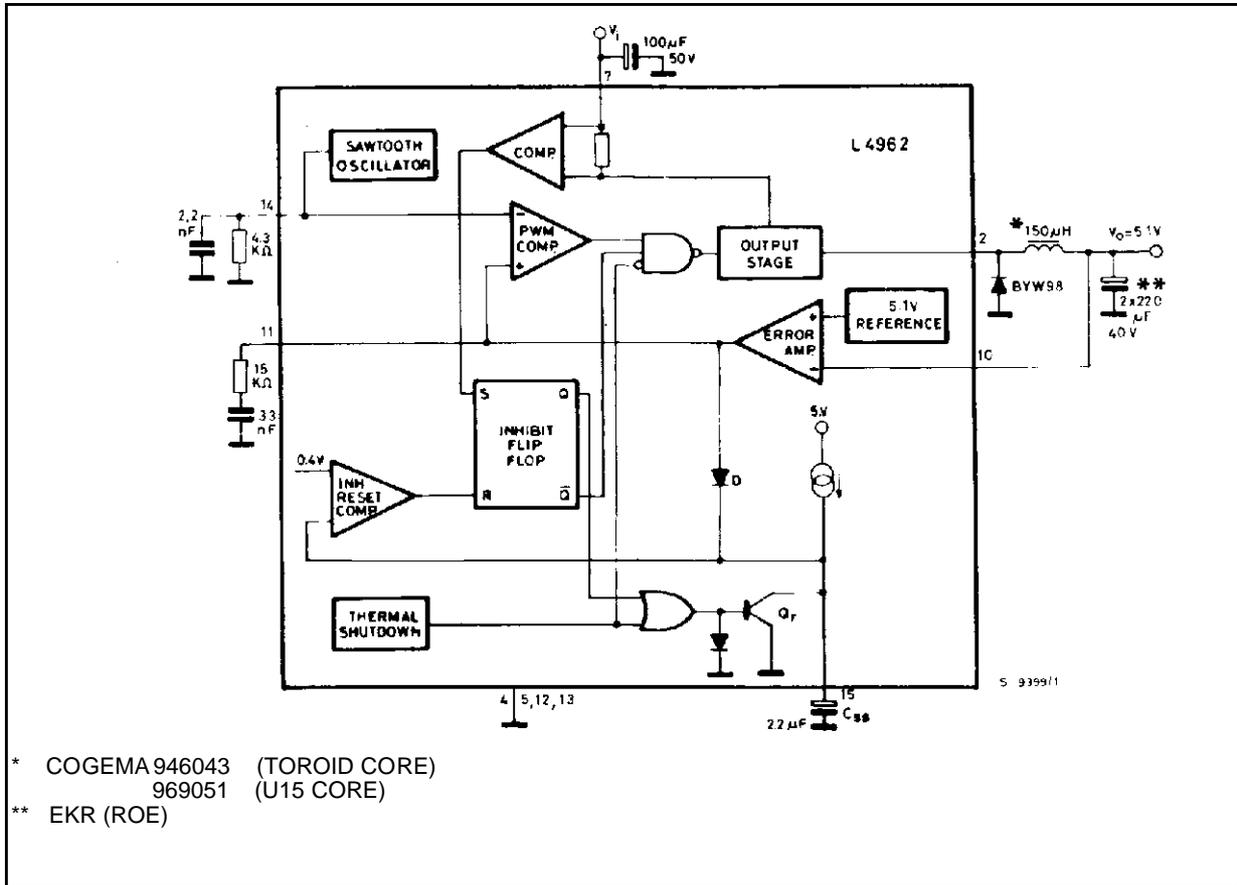 Vi
100µF
50V
7
L4962
SAWTOOTH
OSCILLATOR
COMP.
14
2,2
nF
4.3
KΩ
PWM
COMP
OUTPUT
STAGE
2
*
150µH
Vo=5.1V
BYW98
**
2x220
µF
40V
5.1V
REFERENCE
ERROR
AMP.
10
11
15
KΩ
33
nF
S
Q
INHIBIT
FLIP
FLOP
R
Q̅
0.4V
INH
RESET
COMP.
D
5V
THERMAL
SHUTDOWN
Qr
4
5,12,13
15
2.2µF
Css
S 9399/1
* COGEMA 946043 (TOROID CORE)
969051 (U15 CORE)
** EKR (ROE)